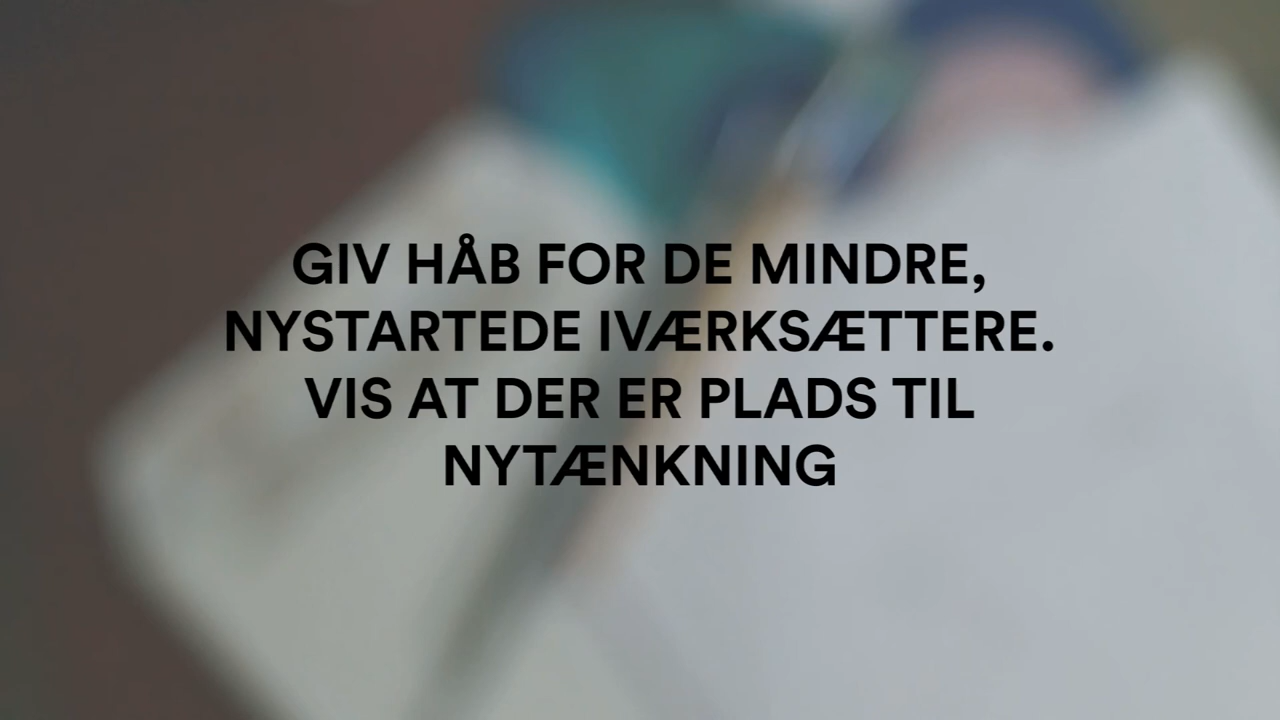 GIV HÅB FOR DE MINDRE,
NYSTARTEDE IVÆRKSÆTTERE.
VIS AT DER ER PLADS TIL
NYTÆNKNING